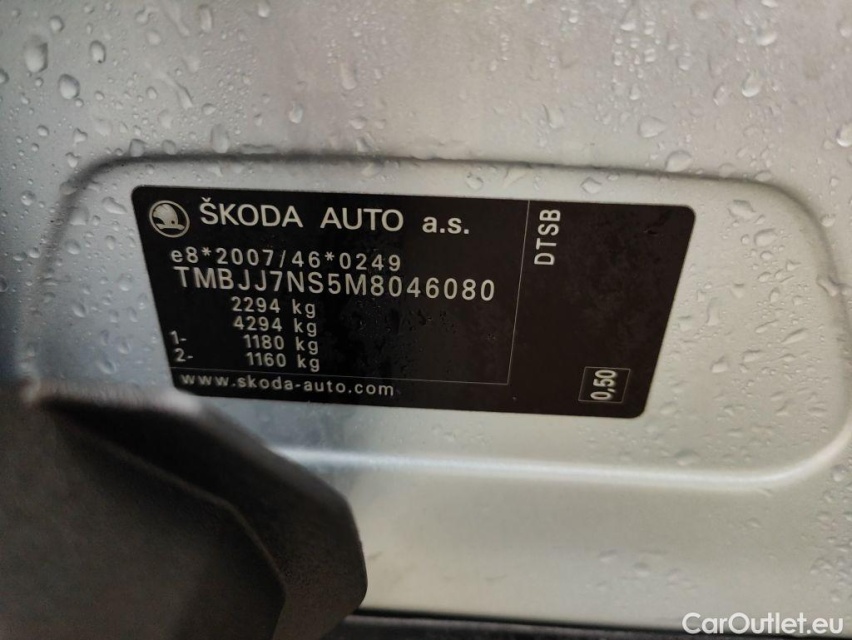 ŠKODA AUTO a.s.
e8*2007/46*0249
TMBJJ7NS5M8046080
2294 kg
4294 kg
1- 1180 kg
2- 1160 kg
www.skoda-auto.com
DTSB
0,50
CarOutlet.eu